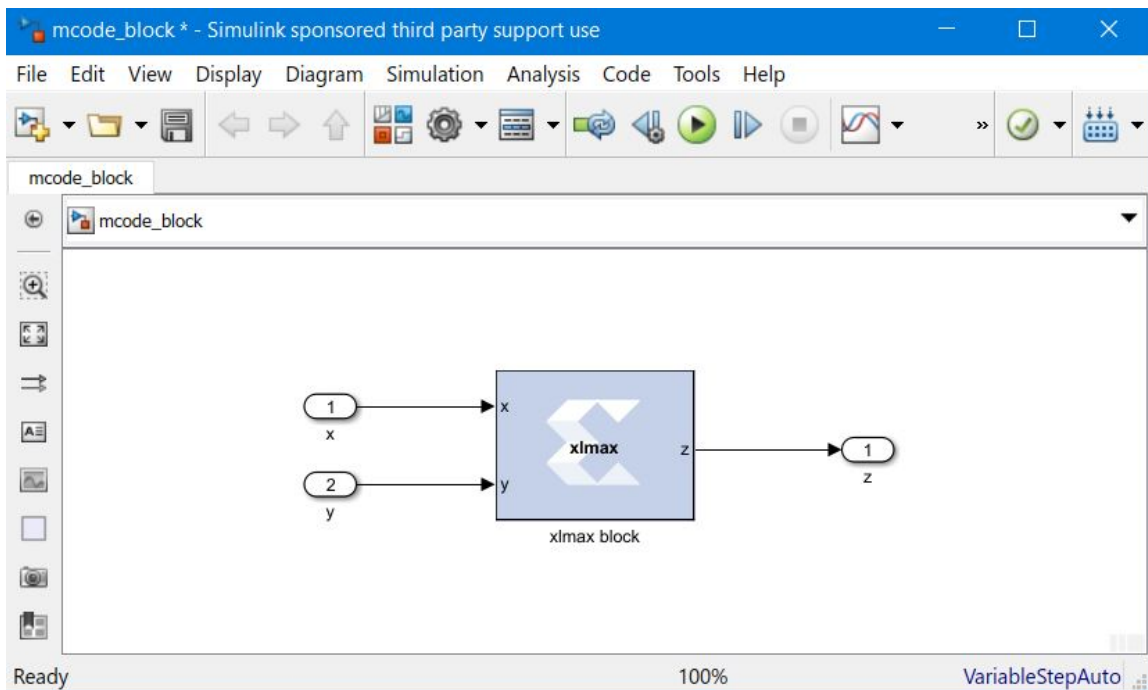 mcode_block * - Simulink sponsored third party support use
File Edit View Display Diagram Simulation Analysis Code Tools Help
»
mcode_block
mcode_block
1
x
2
y
x
y
xlmax
z
xlmax block
1
z
Ready 100% VariableStepAuto